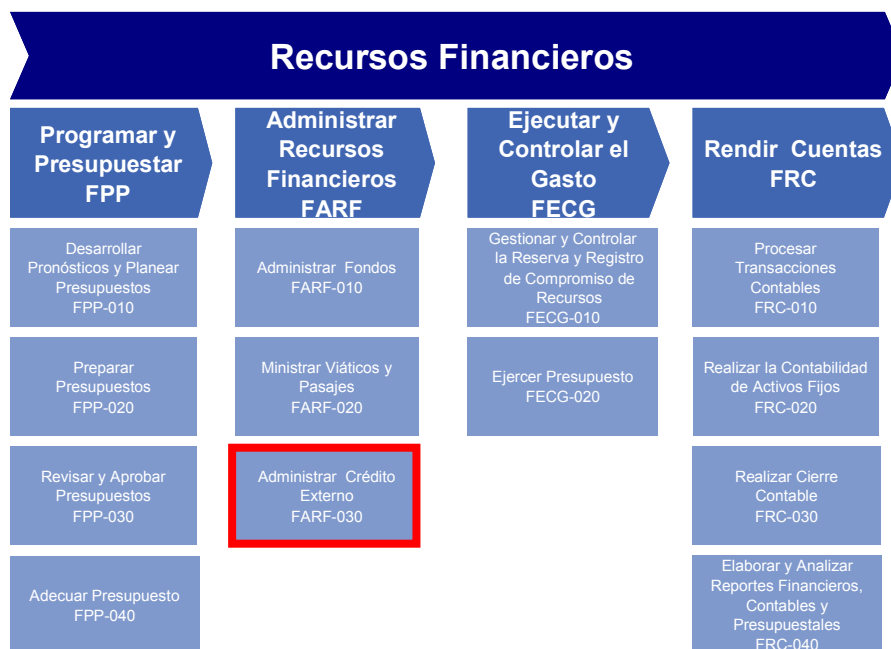 Recursos Financieros
Programar y
Presupuestar
FPP
Administrar
Recursos
Financieros
FARF
Ejecutar y
Controlar el
Gasto
FECG
Rendir Cuentas
FRC
Desarrollar
Pronósticos y Planear
Presupuestos
FPP-010
Administrar Fondos
FARF-010
Gestionar y Controlar
la Reserva y Registro
de Compromiso de
Recursos
FECG-010
Procesar
Transacciones
Contables
FRC-010
Preparar
Presupuestos
FPP-020
Ministrar Viáticos y
Pasajes
FARF-020
Ejercer Presupuesto
FECG-020
Realizar la Contabilidad
de Activos Fijos
FRC-020
Revisar y Aprobar
Presupuestos
FPP-030
Administrar Crédito
Externo
FARF-030
Realizar Cierre
Contable
FRC-030
Adecuar Presupuesto
FPP-040
Elaborar y Analizar
Reportes Financieros,
Contables y
Presupuestales
FRC-040